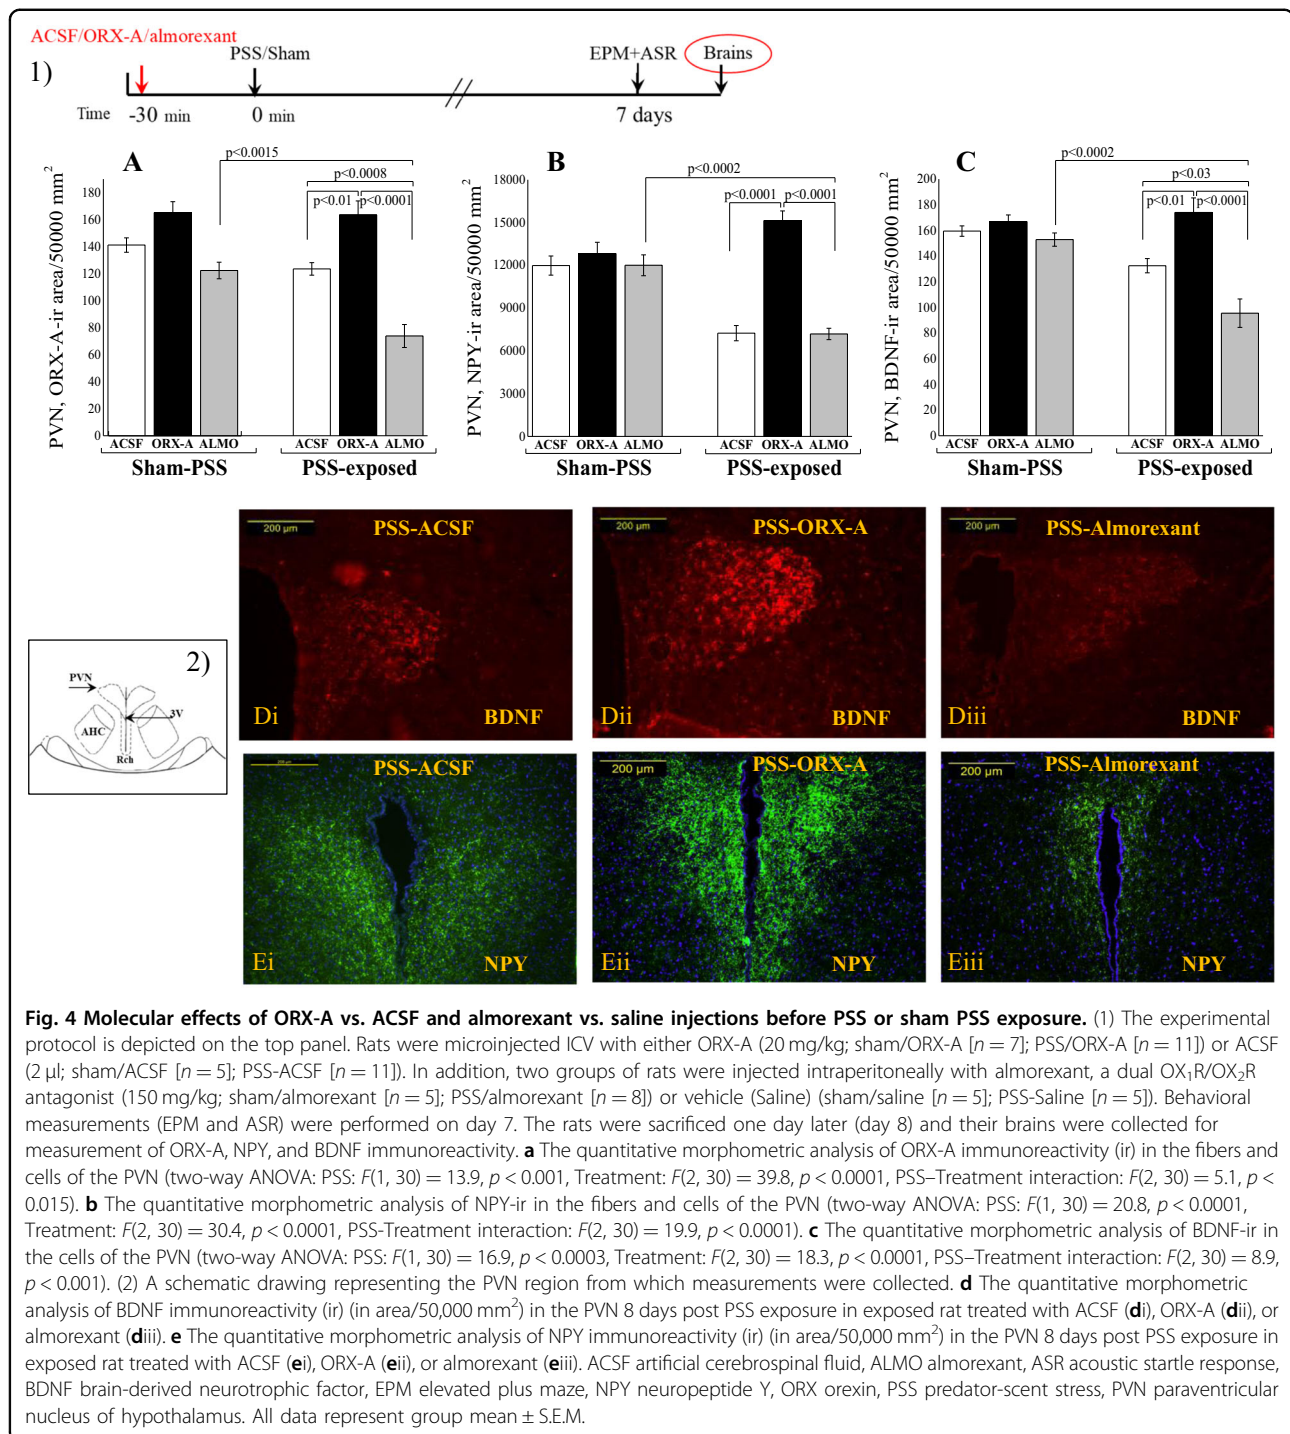 ACSF/ORX-A/almorexant
1)
PSS/Sham
EPM+ASR
Brains
Time
-30 min
0 min
7 days
A
p<0.0015
p<0.0008
p<0.01
p<0.0001
PVN, ORX-A-ir area/50000 mm²
180
160
140
120
100
80
60
40
20
0
ACSF ORX-A ALMO
ACSF ORX-A ALMO
Sham-PSS
PSS-exposed
B
p<0.0002
p<0.0001
p<0.0001
PVN, NPY-ir area/50000 mm²
18000
15000
12000
9000
6000
3000
0
ACSF ORX-A ALMO
ACSF ORX-A ALMO
Sham-PSS
PSS-exposed
C
p<0.0002
p<0.03
p<0.01
p<0.0001
PVN, BDNF-ir area/50000 mm²
200
180
160
140
120
100
80
60
40
20
0
ACSF ORX-A ALMO
ACSF ORX-A ALMO
Sham-PSS
PSS-exposed
2)
PVN
3V
AHC
Rch
200 µm
PSS-ACSF
Di
BDNF
200 µm
PSS-ORX-A
Dii
BDNF
200 µm
PSS-Almorexant
Diii
BDNF
PSS-ACSF
Ei
NPY
200 µm
PSS-ORX-A
Eii
NPY
200 µm
PSS-Almorexant
Eiii
NPY
Fig. 4 Molecular effects of ORX-A vs. ACSF and almorexant vs. saline injections before PSS or sham PSS exposure. (1) The experimental
protocol is depicted on the top panel. Rats were microinjected ICV with either ORX-A (20 mg/kg; sham/ORX-A [n = 7]; PSS/ORX-A [n = 11]) or ACSF
(2 µl; sham/ACSF [n = 5]; PSS-ACSF [n = 11]). In addition, two groups of rats were injected intraperitoneally with almorexant, a dual OX₁R/OX₂R
antagonist (150 mg/kg; sham/almorexant [n = 5]; PSS/almorexant [n = 8]) or vehicle (Saline) (sham/saline [n = 5]; PSS-Saline [n = 5]). Behavioral
measurements (EPM and ASR) were performed on day 7. The rats were sacrificed one day later (day 8) and their brains were collected for
measurement of ORX-A, NPY, and BDNF immunoreactivity. a The quantitative morphometric analysis of ORX-A immunoreactivity (ir) in the fibers and
cells of the PVN (two-way ANOVA: PSS: F(1, 30) = 13.9, p < 0.001, Treatment: F(2, 30) = 39.8, p < 0.0001, PSS–Treatment interaction: F(2, 30) = 5.1, p <
0.015). b The quantitative morphometric analysis of NPY-ir in the fibers and cells of the PVN (two-way ANOVA: PSS: F(1, 30) = 20.8, p < 0.0001,
Treatment: F(2, 30) = 30.4, p < 0.0001, PSS-Treatment interaction: F(2, 30) = 19.9, p < 0.0001). c The quantitative morphometric analysis of BDNF-ir in
the cells of the PVN (two-way ANOVA: PSS: F(1, 30) = 16.9, p < 0.0003, Treatment: F(2, 30) = 18.3, p < 0.0001, PSS–Treatment interaction: F(2, 30) = 8.9,
p < 0.001). (2) A schematic drawing representing the PVN region from which measurements were collected. d The quantitative morphometric
analysis of BDNF immunoreactivity (ir) (in area/50,000 mm²) in the PVN 8 days post PSS exposure in exposed rat treated with ACSF (di), ORX-A (dii), or
almorexant (diii). e The quantitative morphometric analysis of NPY immunoreactivity (ir) (in area/50,000 mm²) in the PVN 8 days post PSS exposure in
exposed rat treated with ACSF (ei), ORX-A (eii), or almorexant (eiii). ACSF artificial cerebrospinal fluid, ALMO almorexant, ASR acoustic startle response,
BDNF brain-derived neurotrophic factor, EPM elevated plus maze, NPY neuropeptide Y, ORX orexin, PSS predator-scent stress, PVN paraventricular
nucleus of hypothalamus. All data represent group mean ± S.E.M.